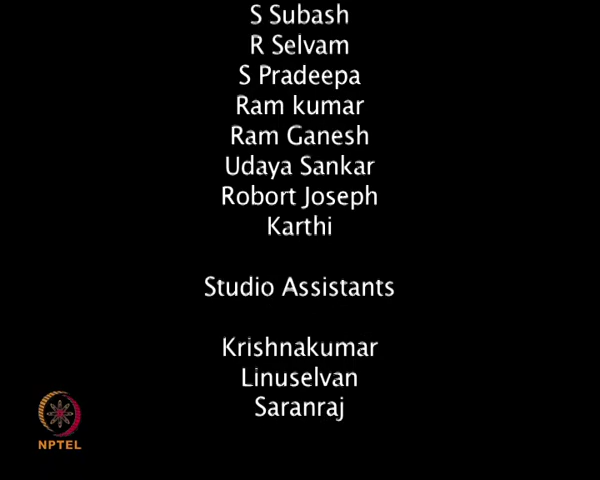 S Subash
R Selvam
S Pradeepa
Ram kumar
Ram Ganesh
Udaya Sankar
Robort Joseph
Karthi
Studio Assistants
Krishnakumar
Linuselvan
Saranraj
NPTEL